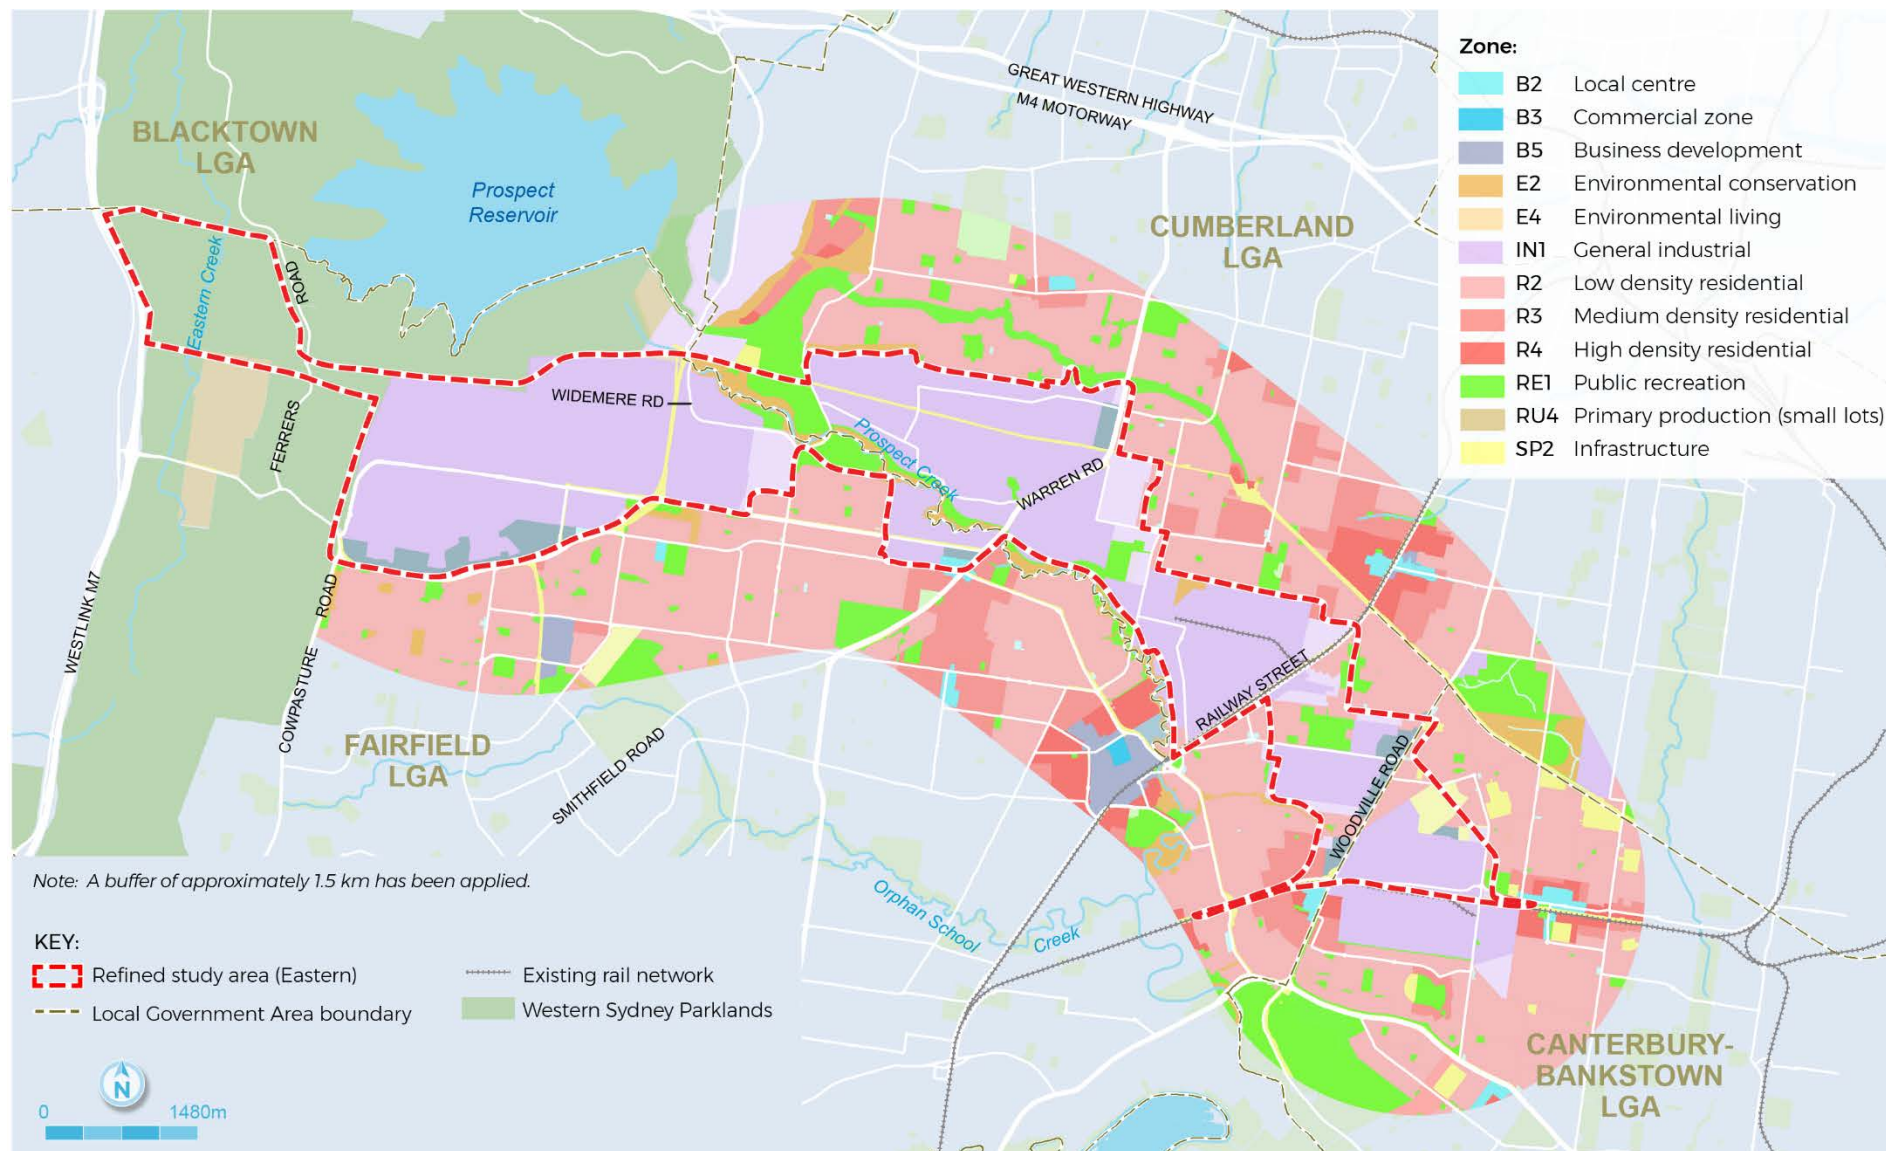 GREAT WESTERN HIGHWAY
M4 MOTORWAY
BLACKTOWN
LGA
Prospect
Reservoir
CUMBERLAND
LGA
Eastern Creek
ROAD
FERRERS
WIDEMERE RD
Prospect Creek
WARREN RD
WESTLINK M7
COWPASTURE
ROAD
RAILWAY STREET
FAIRFIELD
LGA
SMITHFIELD ROAD
WOODVILLE ROAD
Orphan School
Creek
CANTERBURY-
BANKSTOWN
LGA
Zone:
B2 Local centre
B3 Commercial zone
B5 Business development
E2 Environmental conservation
E4 Environmental living
IN1 General industrial
R2 Low density residential
R3 Medium density residential
R4 High density residential
RE1 Public recreation
RU4 Primary production (small lots)
SP2 Infrastructure
Note: A buffer of approximately 1.5 km has been applied.
KEY:
Refined study area (Eastern)
Existing rail network
Local Government Area boundary
Western Sydney Parklands
N
0 1480m